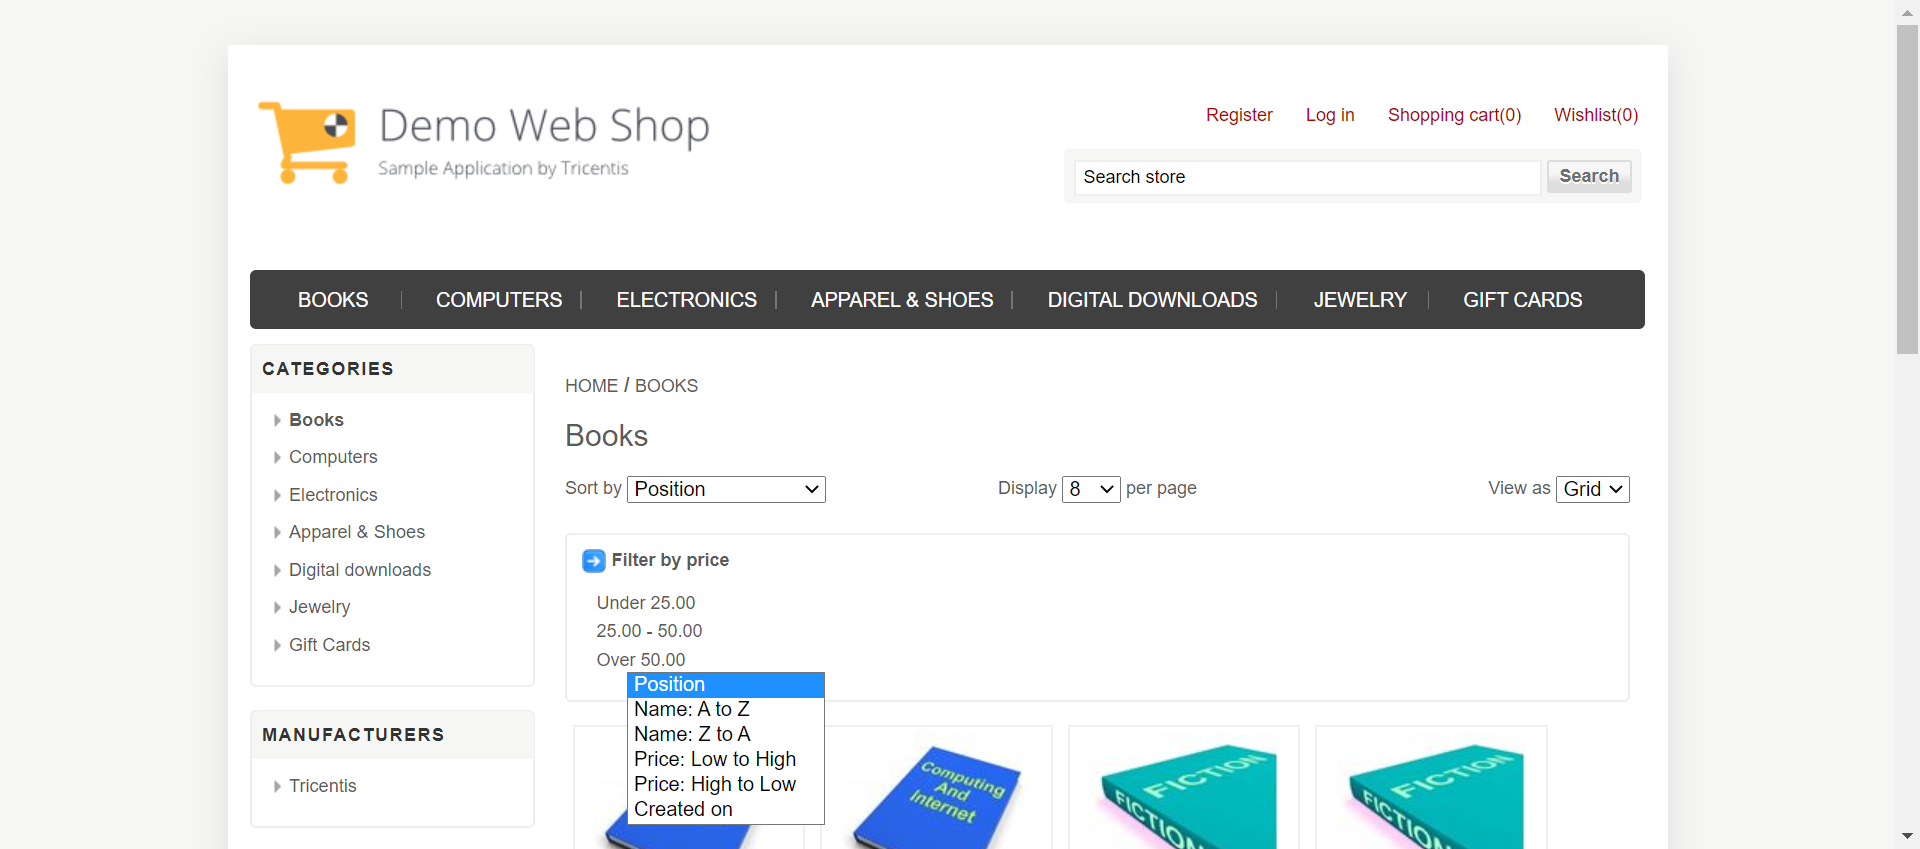 Demo Web Shop
Sample Application by Tricentis
Register Log in Shopping cart(0) Wishlist(0)
Search store Search
BOOKS COMPUTERS ELECTRONICS APPAREL & SHOES DIGITAL DOWNLOADS JEWELRY GIFT CARDS
CATEGORIES
Books
Computers
Electronics
Apparel & Shoes
Digital downloads
Jewelry
Gift Cards
MANUFACTURERS
Tricentis
HOME / BOOKS
Books
Sort by Position Display 8 per page View as Grid
Filter by price
Under 25.00
25.00 - 50.00
Over 50.00
Position
Name: A to Z
Name: Z to A
Price: Low to High
Price: High to Low
Created on
Computing
And
Internet
FICTION
FICTION
FICTION
FICTION